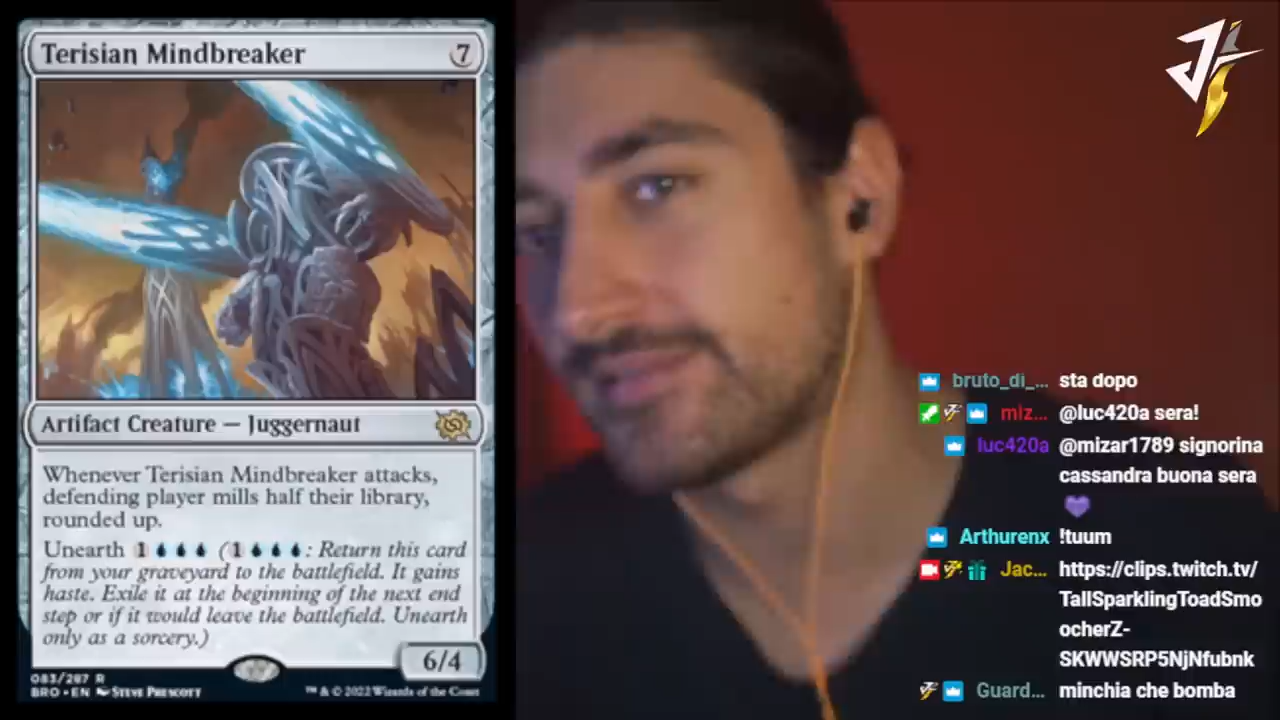 Terisian Mindbreaker 7
Artifact Creature — Juggernaut
Whenever Terisian Mindbreaker attacks,
defending player mills half their library,
rounded up.
Unearth 1 (1 : Return this card
from your graveyard to the battlefield. It gains
haste. Exile it at the beginning of the next end
step or if it would leave the battlefield. Unearth
only as a sorcery.)
6/4
083/287 R
BRO • EN STEVE PRESCOTT
™ & © 2022 Wizards of the Coast
bruto_di_... sta dopo
miz... @luc420a sera!
luc420a @mizar1789 signorina
cassandra buona sera
Arthurenx !tuum
Jac... https://clips.twitch.tv/
TallSparklingToadSmo
ocherZ-
SKWWSRP5NjNfubnk
Guard... minchia che bomba